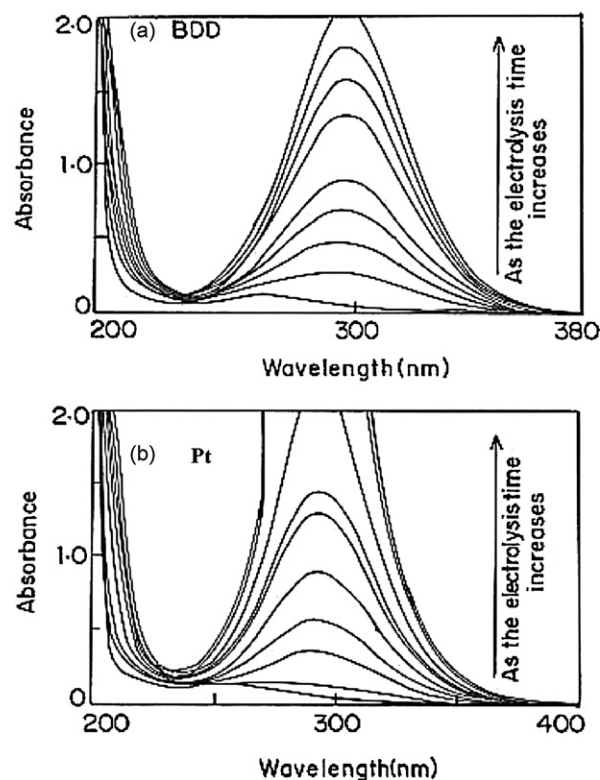 2.0
(a) BDD
1.0
0
Absorbance
As the electrolysis time
increases
200
300
380
Wavelength(nm)
2.0
(b) Pt
1.0
0
Absorbance
As the electrolysis time
increases
200
300
400
Wavelength(nm)